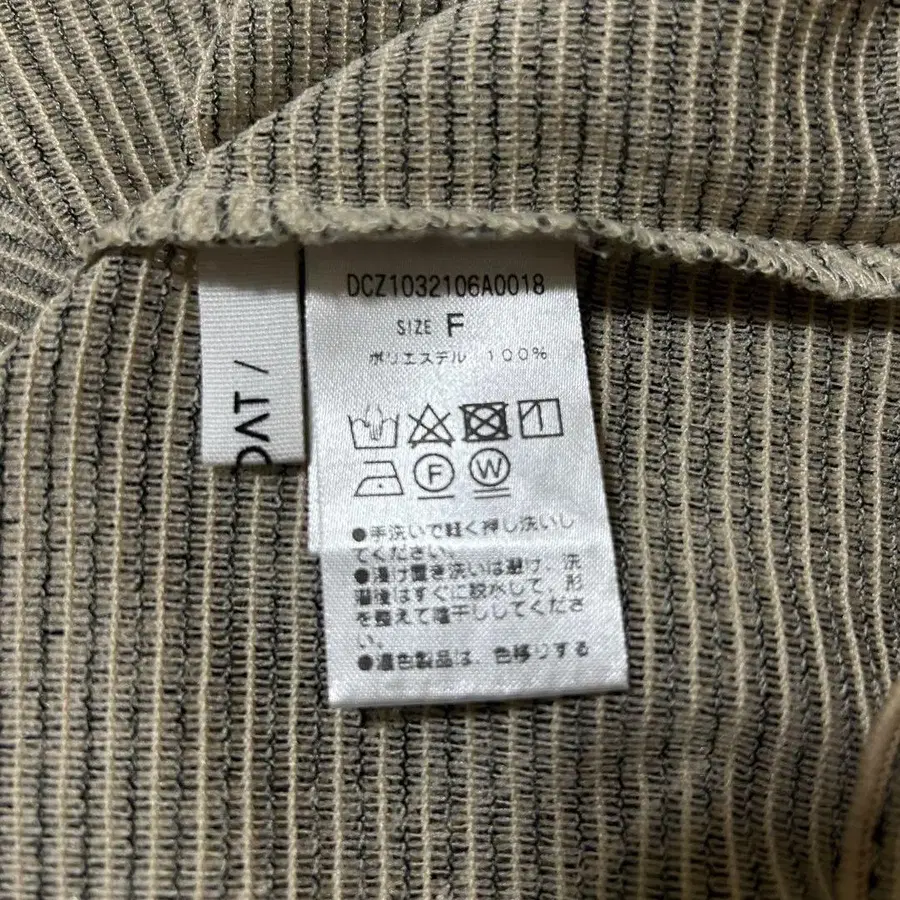 DCZ1032106A0018
SIZE F
ポリエステル 100%
F W
●手洗いで軽く押し洗いし
てください。
●漬け置き洗いは避け、洗
濯後はすぐに脱水して、形
を整えて陰干ししてくださ
い。
●濃色製品は、色移りする
DAT /